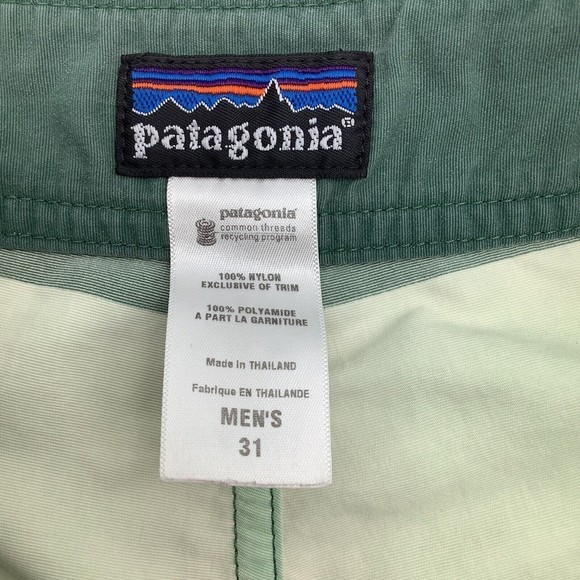 patagonia®
patagonia®
common threads
recycling program
100% NYLON
EXCLUSIVE OF TRIM
100% POLYAMIDE
A PART LA GARNITURE
Made in THAILAND
Fabrique EN THAILANDE
MEN'S
31